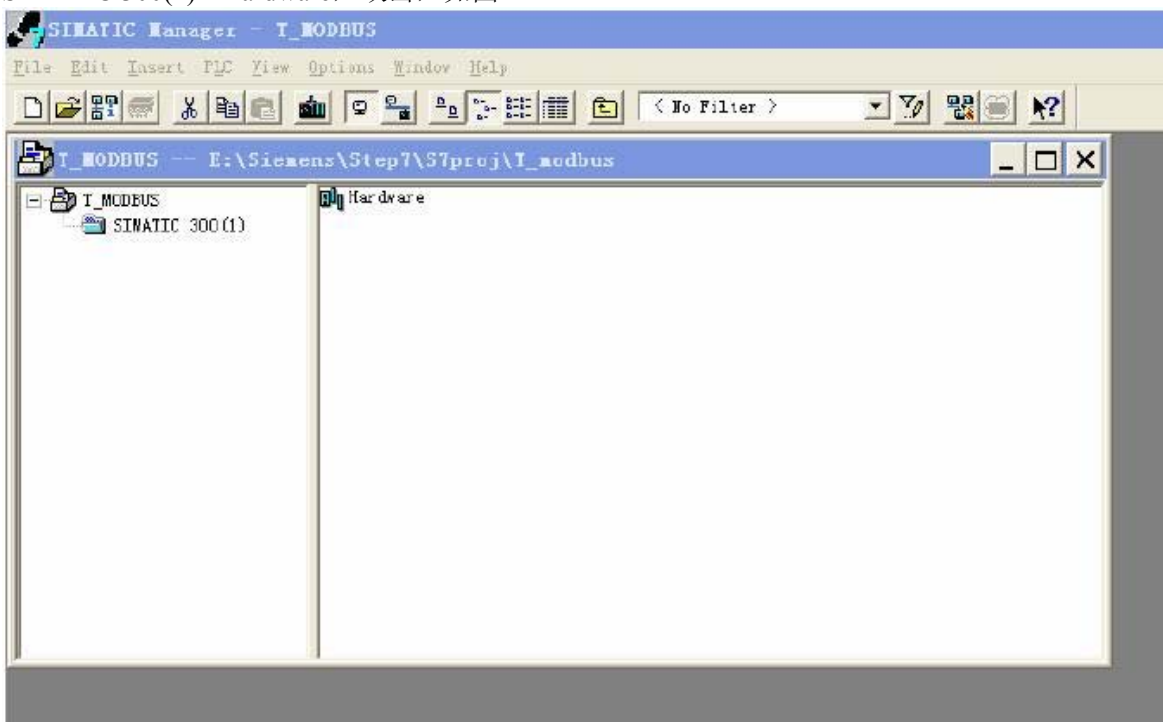 SIMATIC Manager - T_MODBUS
File Edit Insert PLC View Options Window Help
< No Filter >
T_MODBUS -- E:\Siemens\Step7\S7proj\T_modbus
T_MODBUS
SIMATIC 300(1)
Hardware